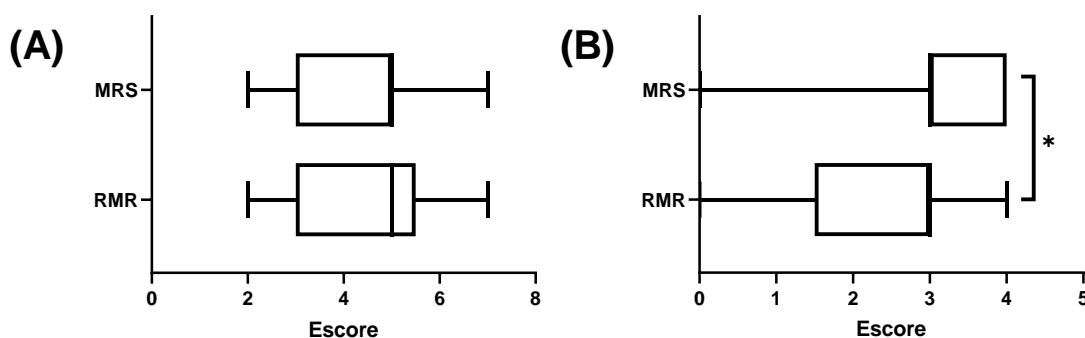 (A)
MRS
RMR
0 2 4 6 8
Escore
(B)
MRS
*
RMR
0 1 2 3 4 5
Escore